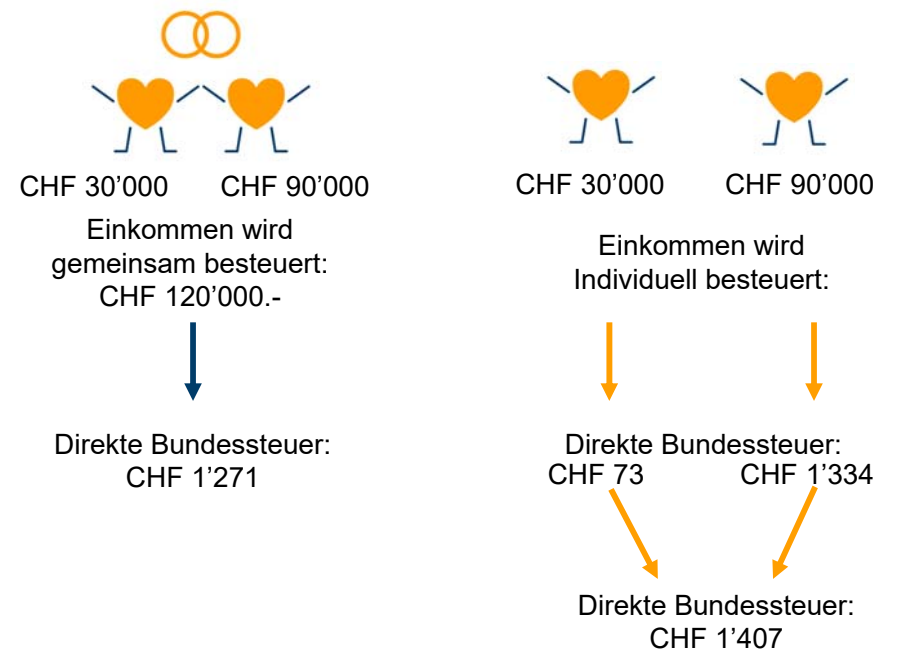 CHF 30’000 CHF 90’000
Einkommen wird
gemeinsam besteuert:
CHF 120’000.-
Direkte Bundessteuer:
CHF 1’271
CHF 30’000 CHF 90’000
Einkommen wird
Individuell besteuert:
Direkte Bundessteuer:
CHF 73 CHF 1’334
Direkte Bundessteuer:
CHF 1’407